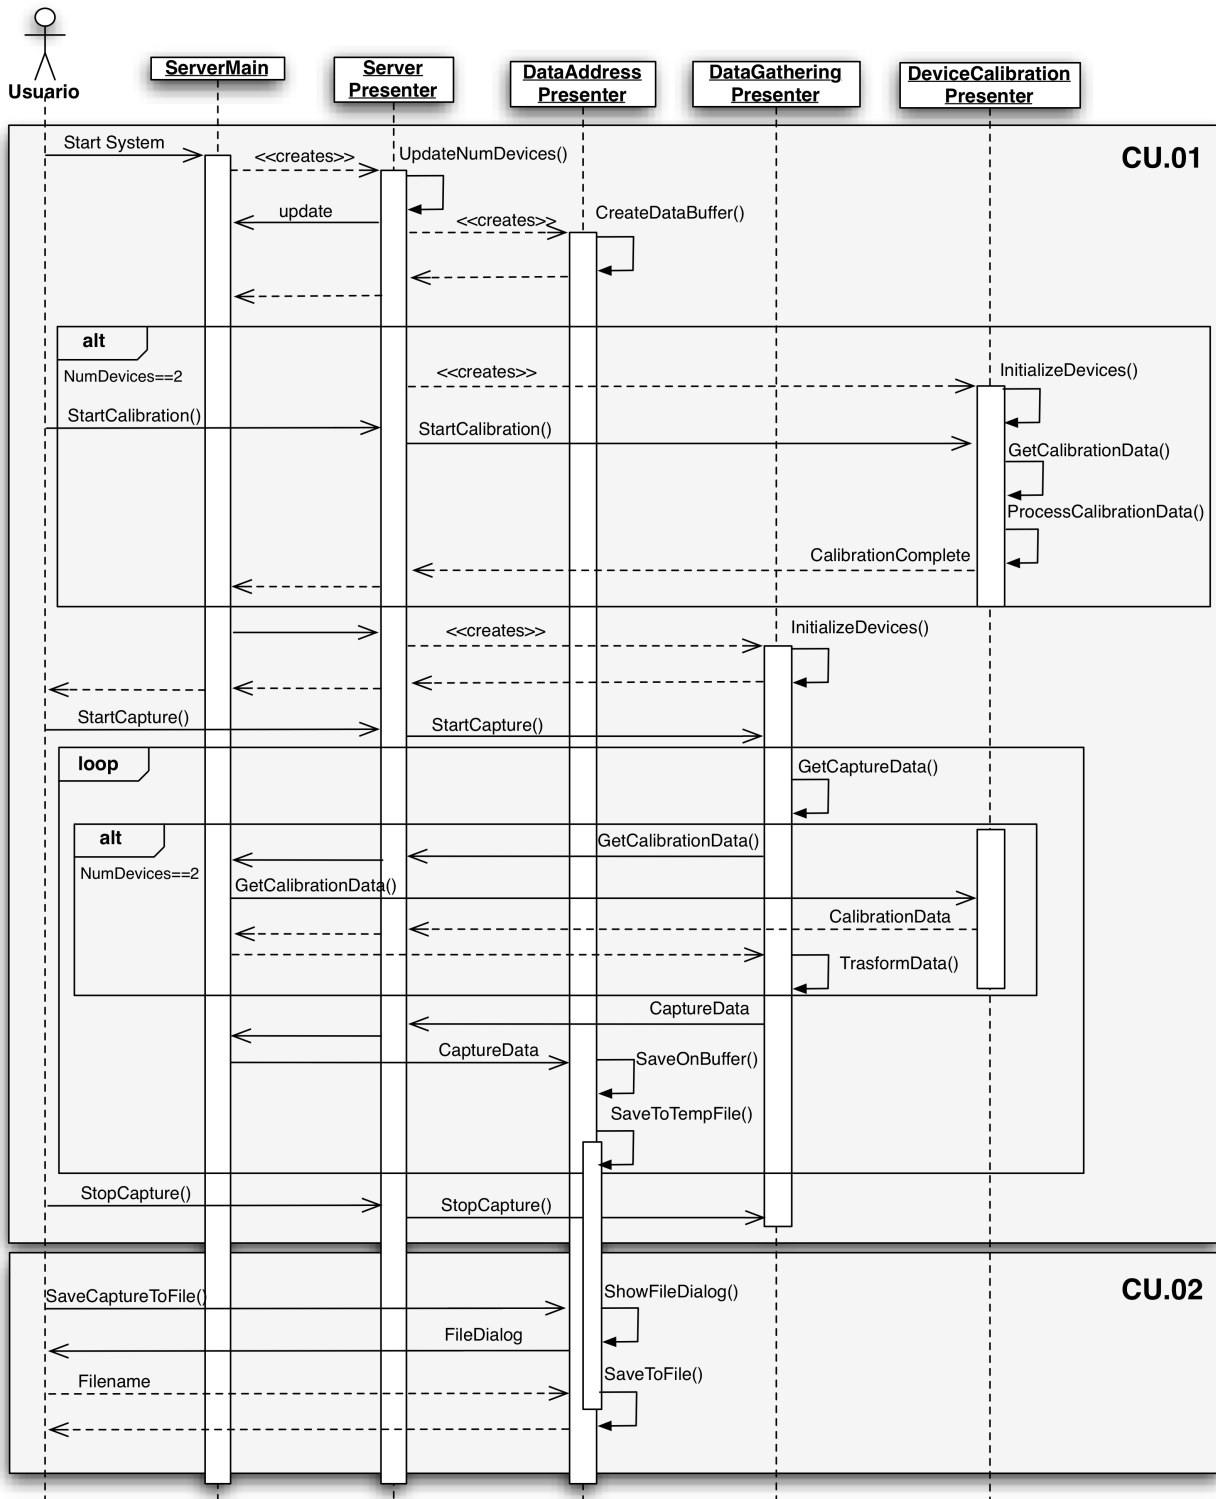 Usuario
ServerMain
Server
Presenter
DataAddress
Presenter
DataGathering
Presenter
DeviceCalibration
Presenter
CU.01
Start System
<<creates>>
UpdateNumDevices()
update
<<creates>>
CreateDataBuffer()
alt
NumDevices==2
<<creates>>
InitializeDevices()
StartCalibration()
StartCalibration()
GetCalibrationData()
ProcessCalibrationData()
CalibrationComplete
<<creates>>
InitializeDevices()
StartCapture()
StartCapture()
loop
GetCaptureData()
alt
NumDevices==2
GetCalibrationData()
GetCalibrationData()
CalibrationData
TrasformData()
CaptureData
CaptureData
SaveOnBuffer()
SaveToTempFile()
StopCapture()
StopCapture()
CU.02
SaveCaptureToFile()
ShowFileDialog()
FileDialog
Filename
SaveToFile()